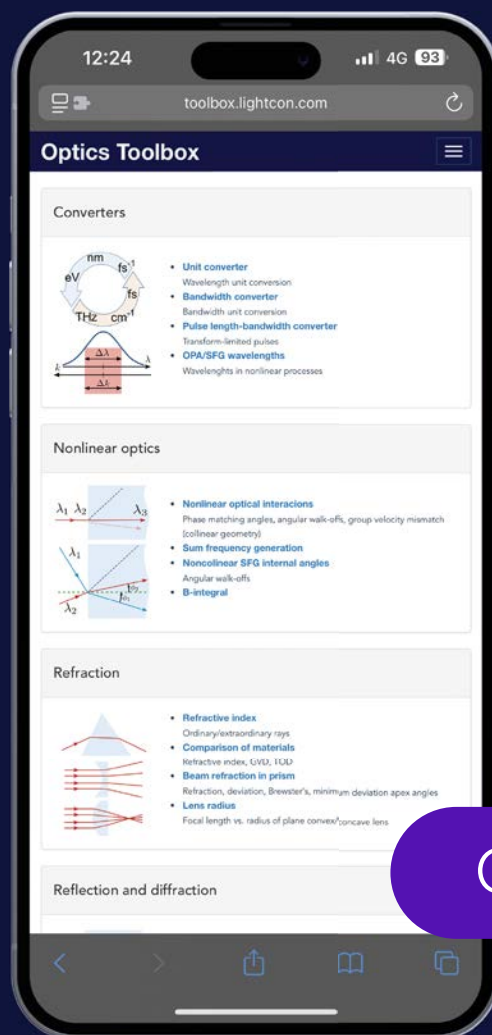 12:24
4G 93
toolbox.lightcon.com
Optics Toolbox
Converters
nm
fs⁻¹
eV
fs
THz cm⁻¹
Δλ
λ
k
Δk
Unit converter
Wavelength unit conversion
Bandwidth converter
Bandwidth unit conversion
Pulse length-bandwidth converter
Transform-limited pulses
OPA/SFG wavelengths
Wavelenghts in nonlinear processes
Nonlinear optics
λ₁ λ₂ λ₃
λ₁
λ₂
Nonlinear optical interacions
Phase matching angles, angular walk-offs, group velocity mismatch
(collinear geometry)
Sum frequency generation
Noncolinear SFG internal angles
Angular walk-offs
B-integral
Refraction
Refractive index
Ordinary/extraordinary rays
Comparison of materials
Refractive index, GVD, TOD
Beam refraction in prism
Refraction, deviation, Brewster's, minimum deviation apex angles
Lens radius
Focal length vs. radius of plane convex/concave lens
Reflection and diffraction